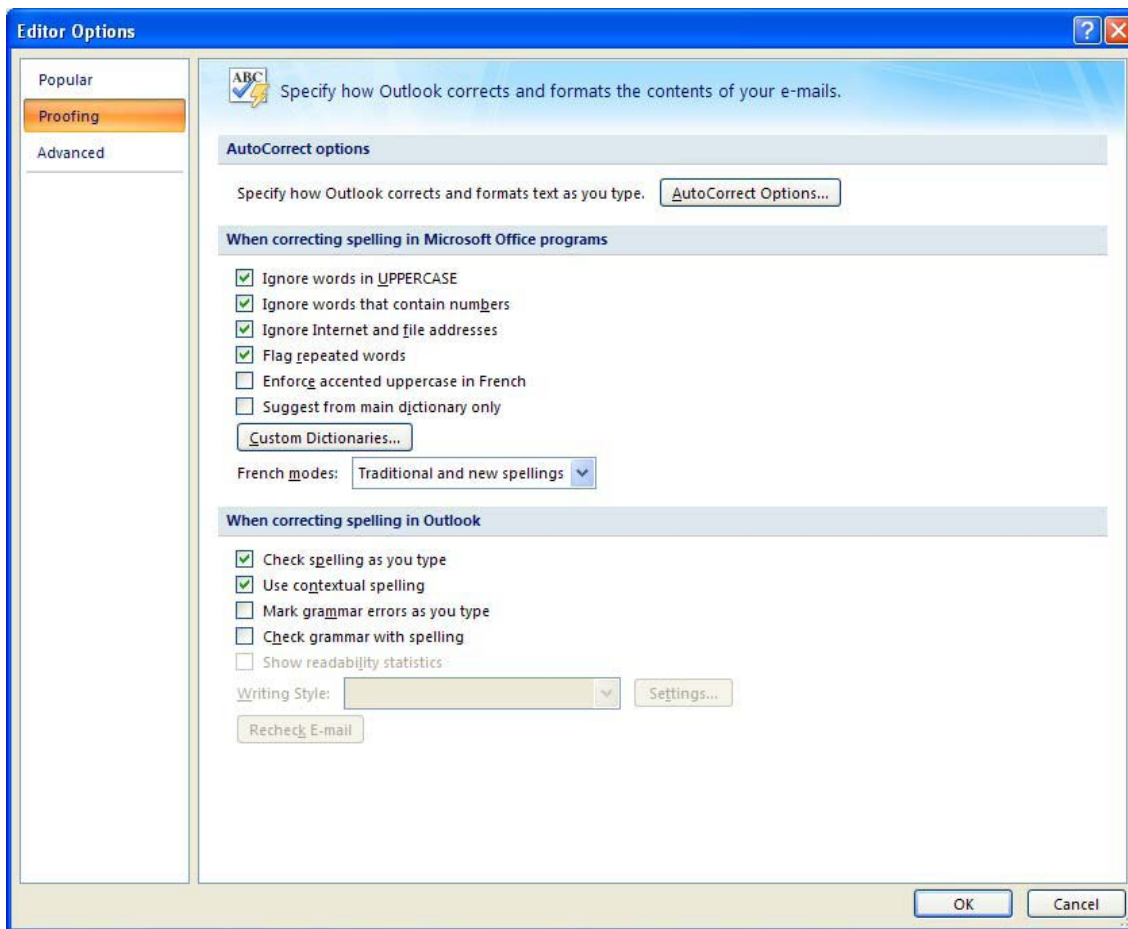 Editor Options
Popular
Proofing
Advanced
ABC
Specify how Outlook corrects and formats the contents of your e-mails.
AutoCorrect options
Specify how Outlook corrects and formats text as you type. AutoCorrect Options...
When correcting spelling in Microsoft Office programs
Ignore words in UPPERCASE
Ignore words that contain numbers
Ignore Internet and file addresses
Flag repeated words
Enforce accented uppercase in French
Suggest from main dictionary only
Custom Dictionaries...
French modes: Traditional and new spellings
When correcting spelling in Outlook
Check spelling as you type
Use contextual spelling
Mark grammar errors as you type
Check grammar with spelling
Show readability statistics
Writing Style: Settings...
Recheck E-mail
OK Cancel